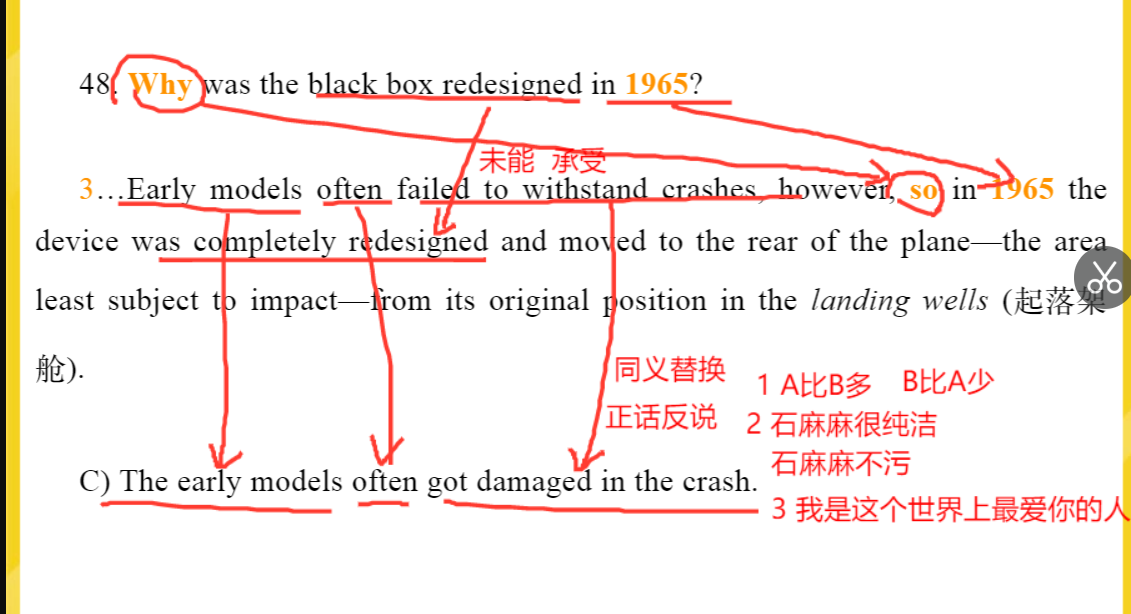 48. Why was the black box redesigned in 1965?
未能 承受
3…Early models often failed to withstand crashes, however, so in 1965 the
device was completely redesigned and moved to the rear of the plane—the area
least subject to impact—from its original position in the landing wells (起落架
舱).
同义替换
1 A比B多 B比A少
正话反说
2 石麻麻很纯洁
石麻麻不污
C) The early models often got damaged in the crash.
3 我是这个世界上最爱你的人